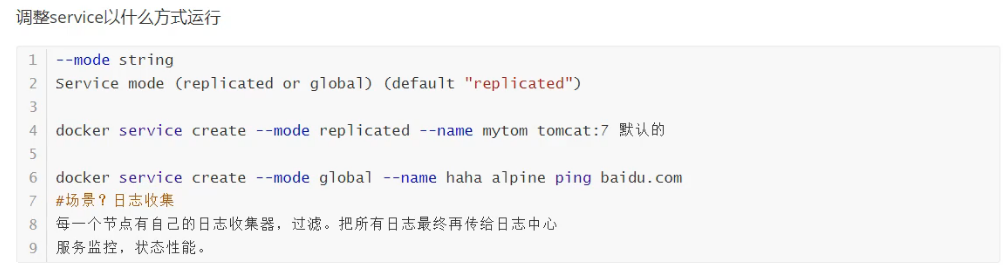 调整service以什么方式运行
1 --mode string
2 Service mode (replicated or global) (default "replicated")
3
4 docker service create --mode replicated --name mytom tomcat:7 默认的
5
6 docker service create --mode global --name haha alpine ping baidu.com
7 #场景？日志收集
8 每一个节点有自己的日志收集器，过滤。把所有日志最终再传给日志中心
9 服务监控，状态性能。